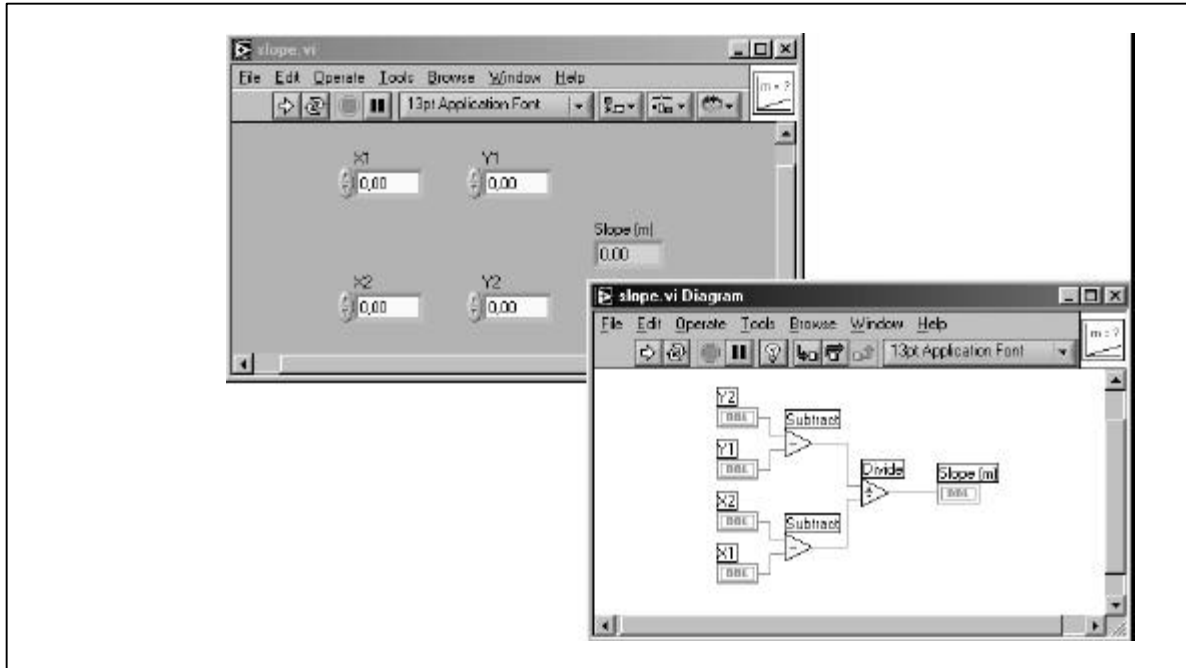 slope.vi
File Edit Operate Tools Browse Window Help
13pt Application Font
m = ?
X1 Y1
0,00 0,00
Slope (m)
0.00
X2 Y2
0,00 0,00
slope.vi Diagram
File Edit Operate Tools Browse Window Help
13pt Application Font
m = ?
Y2
DBL
Subtract
Y1
DBL
Divide
Slope (m)
DBL
X2
DBL
Subtract
X1
DBL